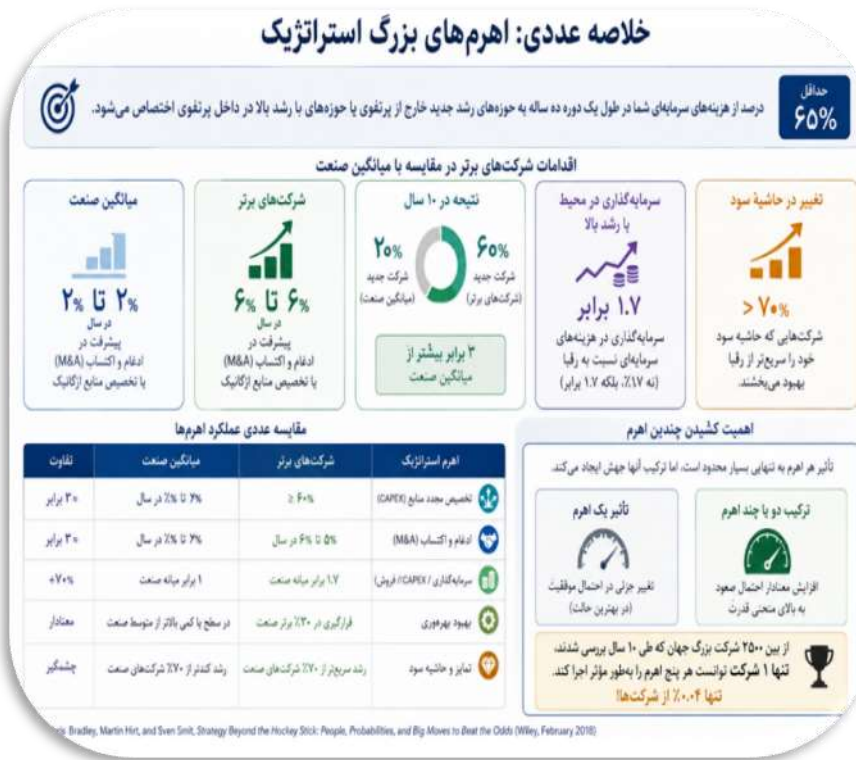 خلاصه عددی: اهرم‌های بزرگ استراتژیک
حداقل
۶۵%
درصد از هزینه‌های سرمایه‌ای شما در طول یک دوره ده ساله به حوزه‌های رشد جدید خارج از پرتفوی یا حوزه‌های با رشد بالا در داخل پرتفوی اختصاص می‌شود.
اقدامات شرکت‌های برتر در مقایسه با میانگین صنعت
تغییر در حاشیهٔ سود
> ۷۰%
شرکت‌هایی که حاشیه سود
خود را سریع‌تر از رقبا
بهبود می‌بخشند.
سرمایه‌گذاری در محیط
با رشد بالا
۱.۷ برابر
سرمایه‌گذاری در هزینه‌های
سرمایه‌ای نسبت به رقبا
(نه ۱۷٪، بلکه ۱.۷ برابر)
نتیجه در ۱۰ سال
۶۰%
شرکت جدید
(شرکت‌های برتر)
۲۰%
شرکت جدید
(میانگین صنعت)
۳ برابر بیشتر از
میانگین صنعت
شرکت‌های برتر
۶% تا ۶%
در سال
پیشرفت در
ادغام و اکتساب (M&A)
یا تخصیص منابع ارگانیک
میانگین صنعت
۲% تا ۲%
در سال
پیشرفت در
ادغام و اکتساب (M&A)
یا تخصیص منابع ارگانیک
اهمیت کشیدن چندین اهرم
تأثیر هر اهرم به تنهایی بسیار محدود است، اما ترکیب آنها جهش ایجاد می‌کند.
ترکیب دو یا چند اهرم
افزایش معنادار احتمال صعود
به بالای منحنی قدرت
تأثیر یک اهرم
تغییر جزئی در احتمال موفقیت
(در بهترین حالت)
از بین ۲۵۰۰ شرکت بزرگ جهان که طی ۱۰ سال بررسی شدند،
تنها ۱ شرکت توانست هر پنج اهرم را به‌طور مؤثر اجرا کند.
تنها ۰.۰۴٪ از شرکت‌ها!
مقایسه عددی عملکرد اهرم‌ها
اهرم استراتژیک شرکت‌های برتر میانگین صنعت تفاوت
تخصیص مجدد منابع (CAPEX) ≥ ۶۰% در سال ۳ برابر
ادغام و اکتساب (M&A) ۵% تا ۶% در سال در سال ۳ برابر
سرمایه‌گذاری / CAPEX/ فروش) ۱.۷ برابر میانه صنعت ۱ برابر میانه صنعت +۷۰%
بهبود بهره‌وری قرارگیری در ۳۰٪ برتر صنعت در سطح یا کمی بالاتر از متوسط صنعت معنادار
تمایز و حاشیه سود رشد سریع‌تر از ۷۰٪ شرکت‌های صنعت رشد کندتر از ۷۰٪ شرکت‌های صنعت چشمگیر
Bradley, Martin Hirt, and Sven Smit, Strategy Beyond the Hockey Stick: People, Probabilities, and Big Moves to Beat the Odds (Wiley, February 2018)